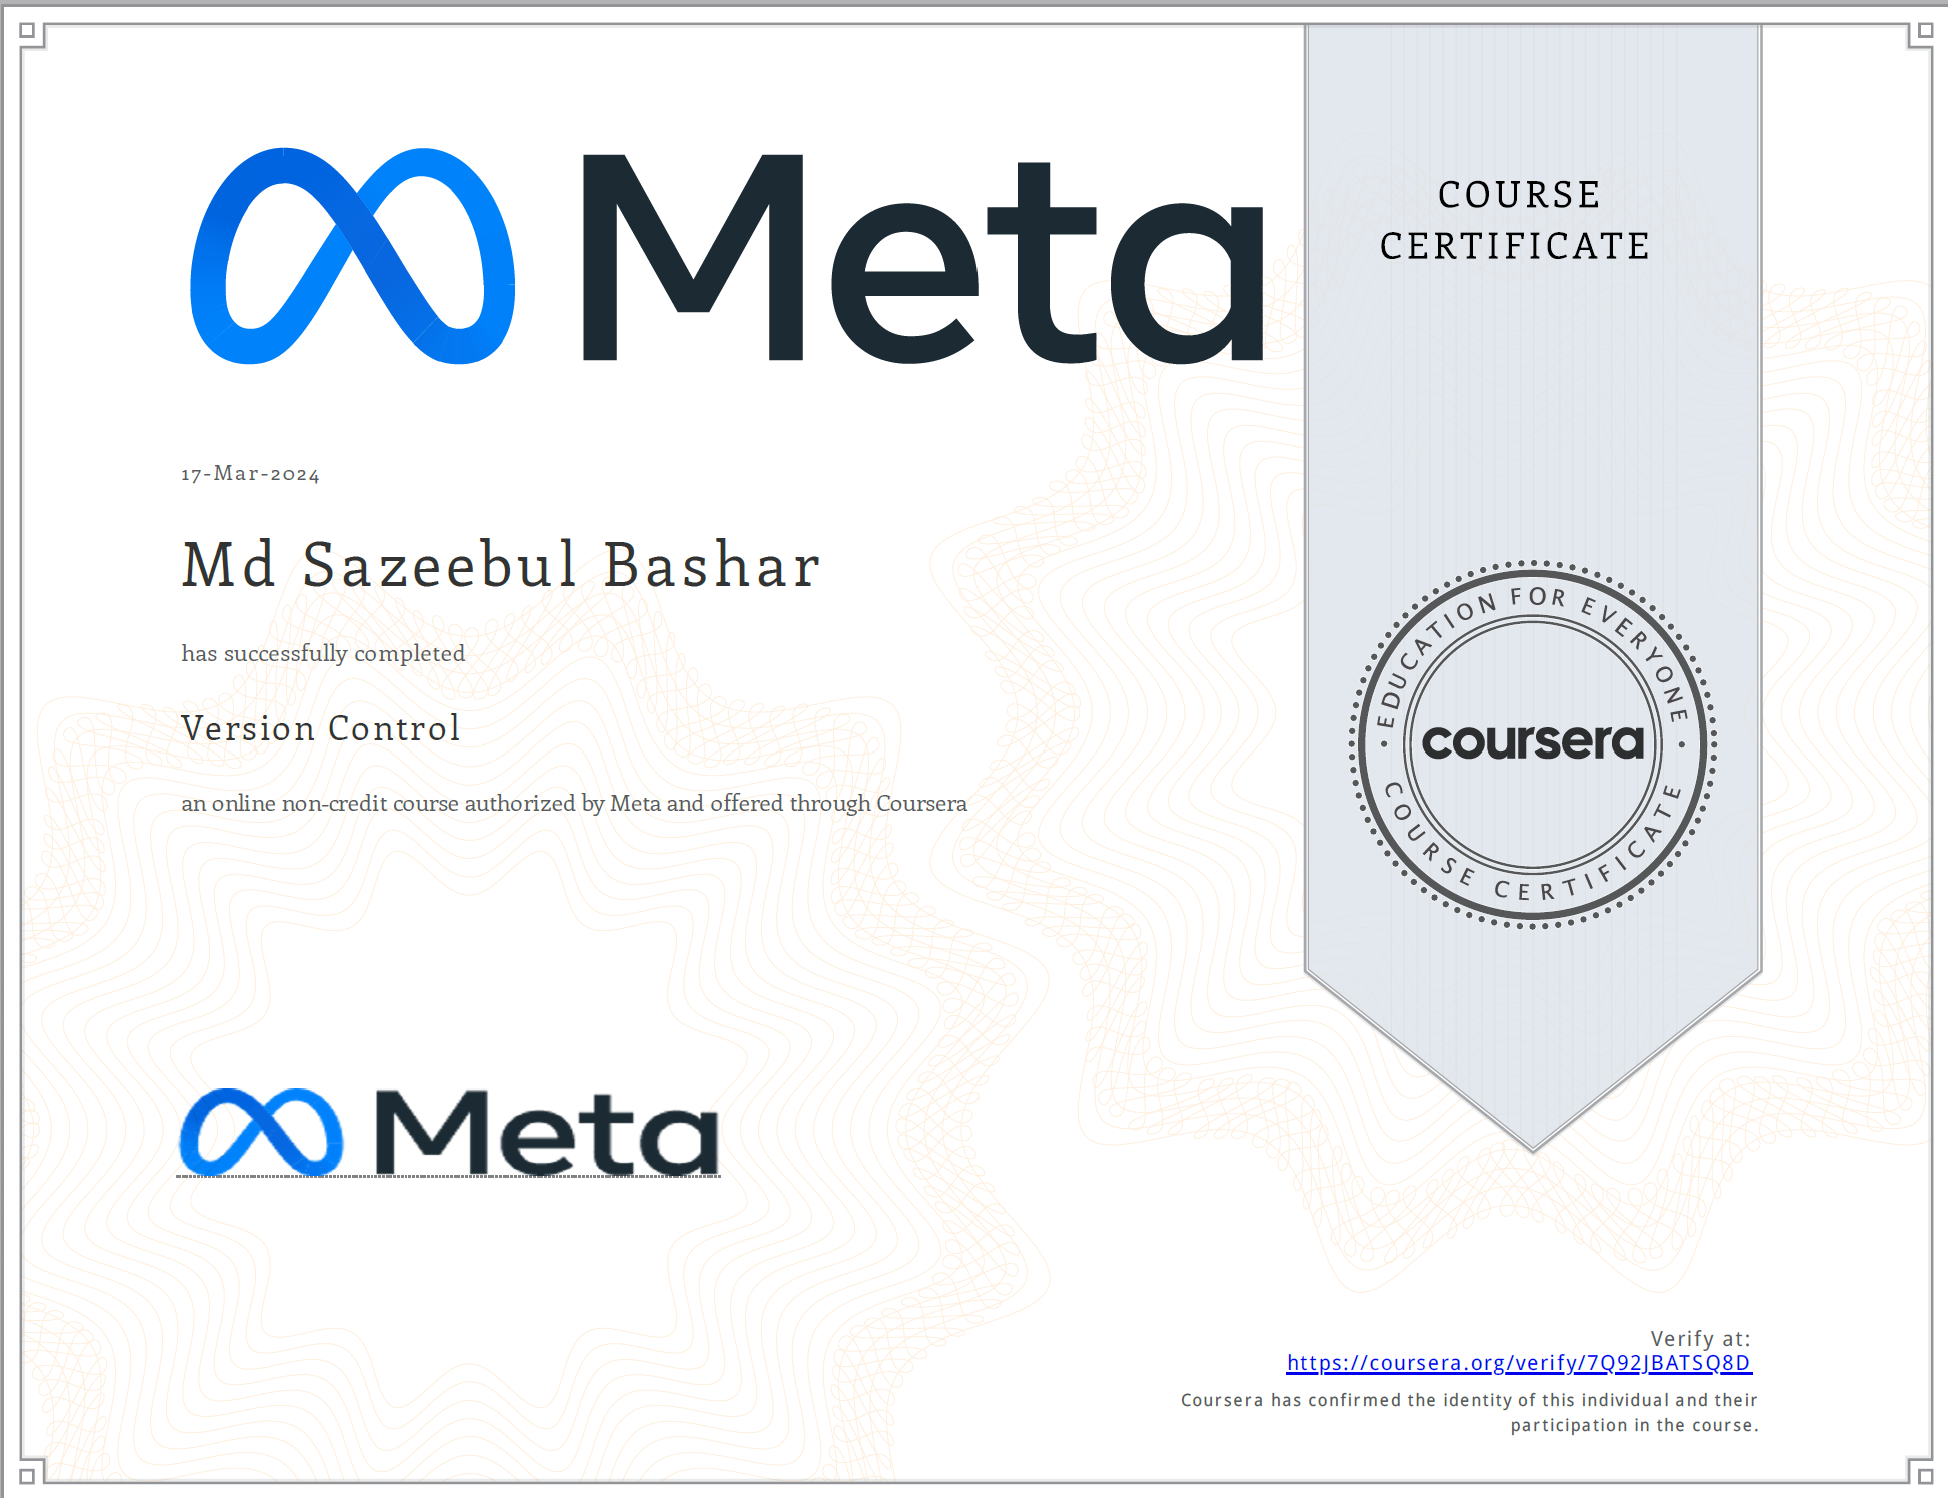 Meta
COURSE
CERTIFICATE
17-Mar-2024
Md Sazeebul Bashar
has successfully completed
Version Control
an online non-credit course authorized by Meta and offered through Coursera
EDUCATION FOR EVERYONE
coursera
COURSE CERTIFICATE
Meta
Verify at:
https://coursera.org/verify/7Q92JBATSQ8D
Coursera has confirmed the identity of this individual and their
participation in the course.